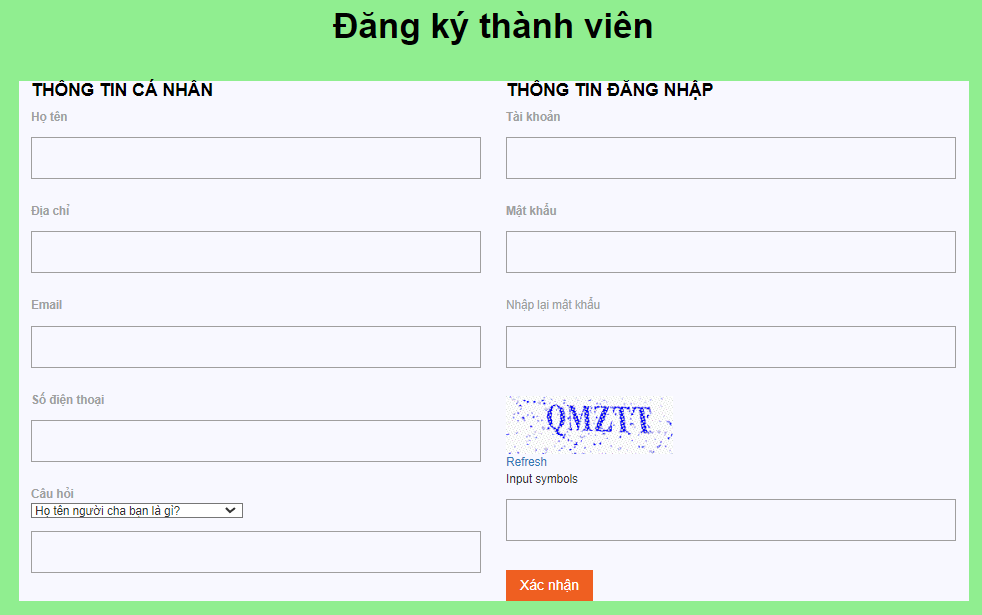 Đăng ký thành viên
THÔNG TIN CÁ NHÂN
Họ tên
Địa chỉ
Email
Số điện thoại
Câu hỏi
Họ tên người cha bạn là gì?
THÔNG TIN ĐĂNG NHẬP
Tài khoản
Mật khẩu
Nhập lại mật khẩu
QMZTT
Refresh
Input symbols
Xác nhận